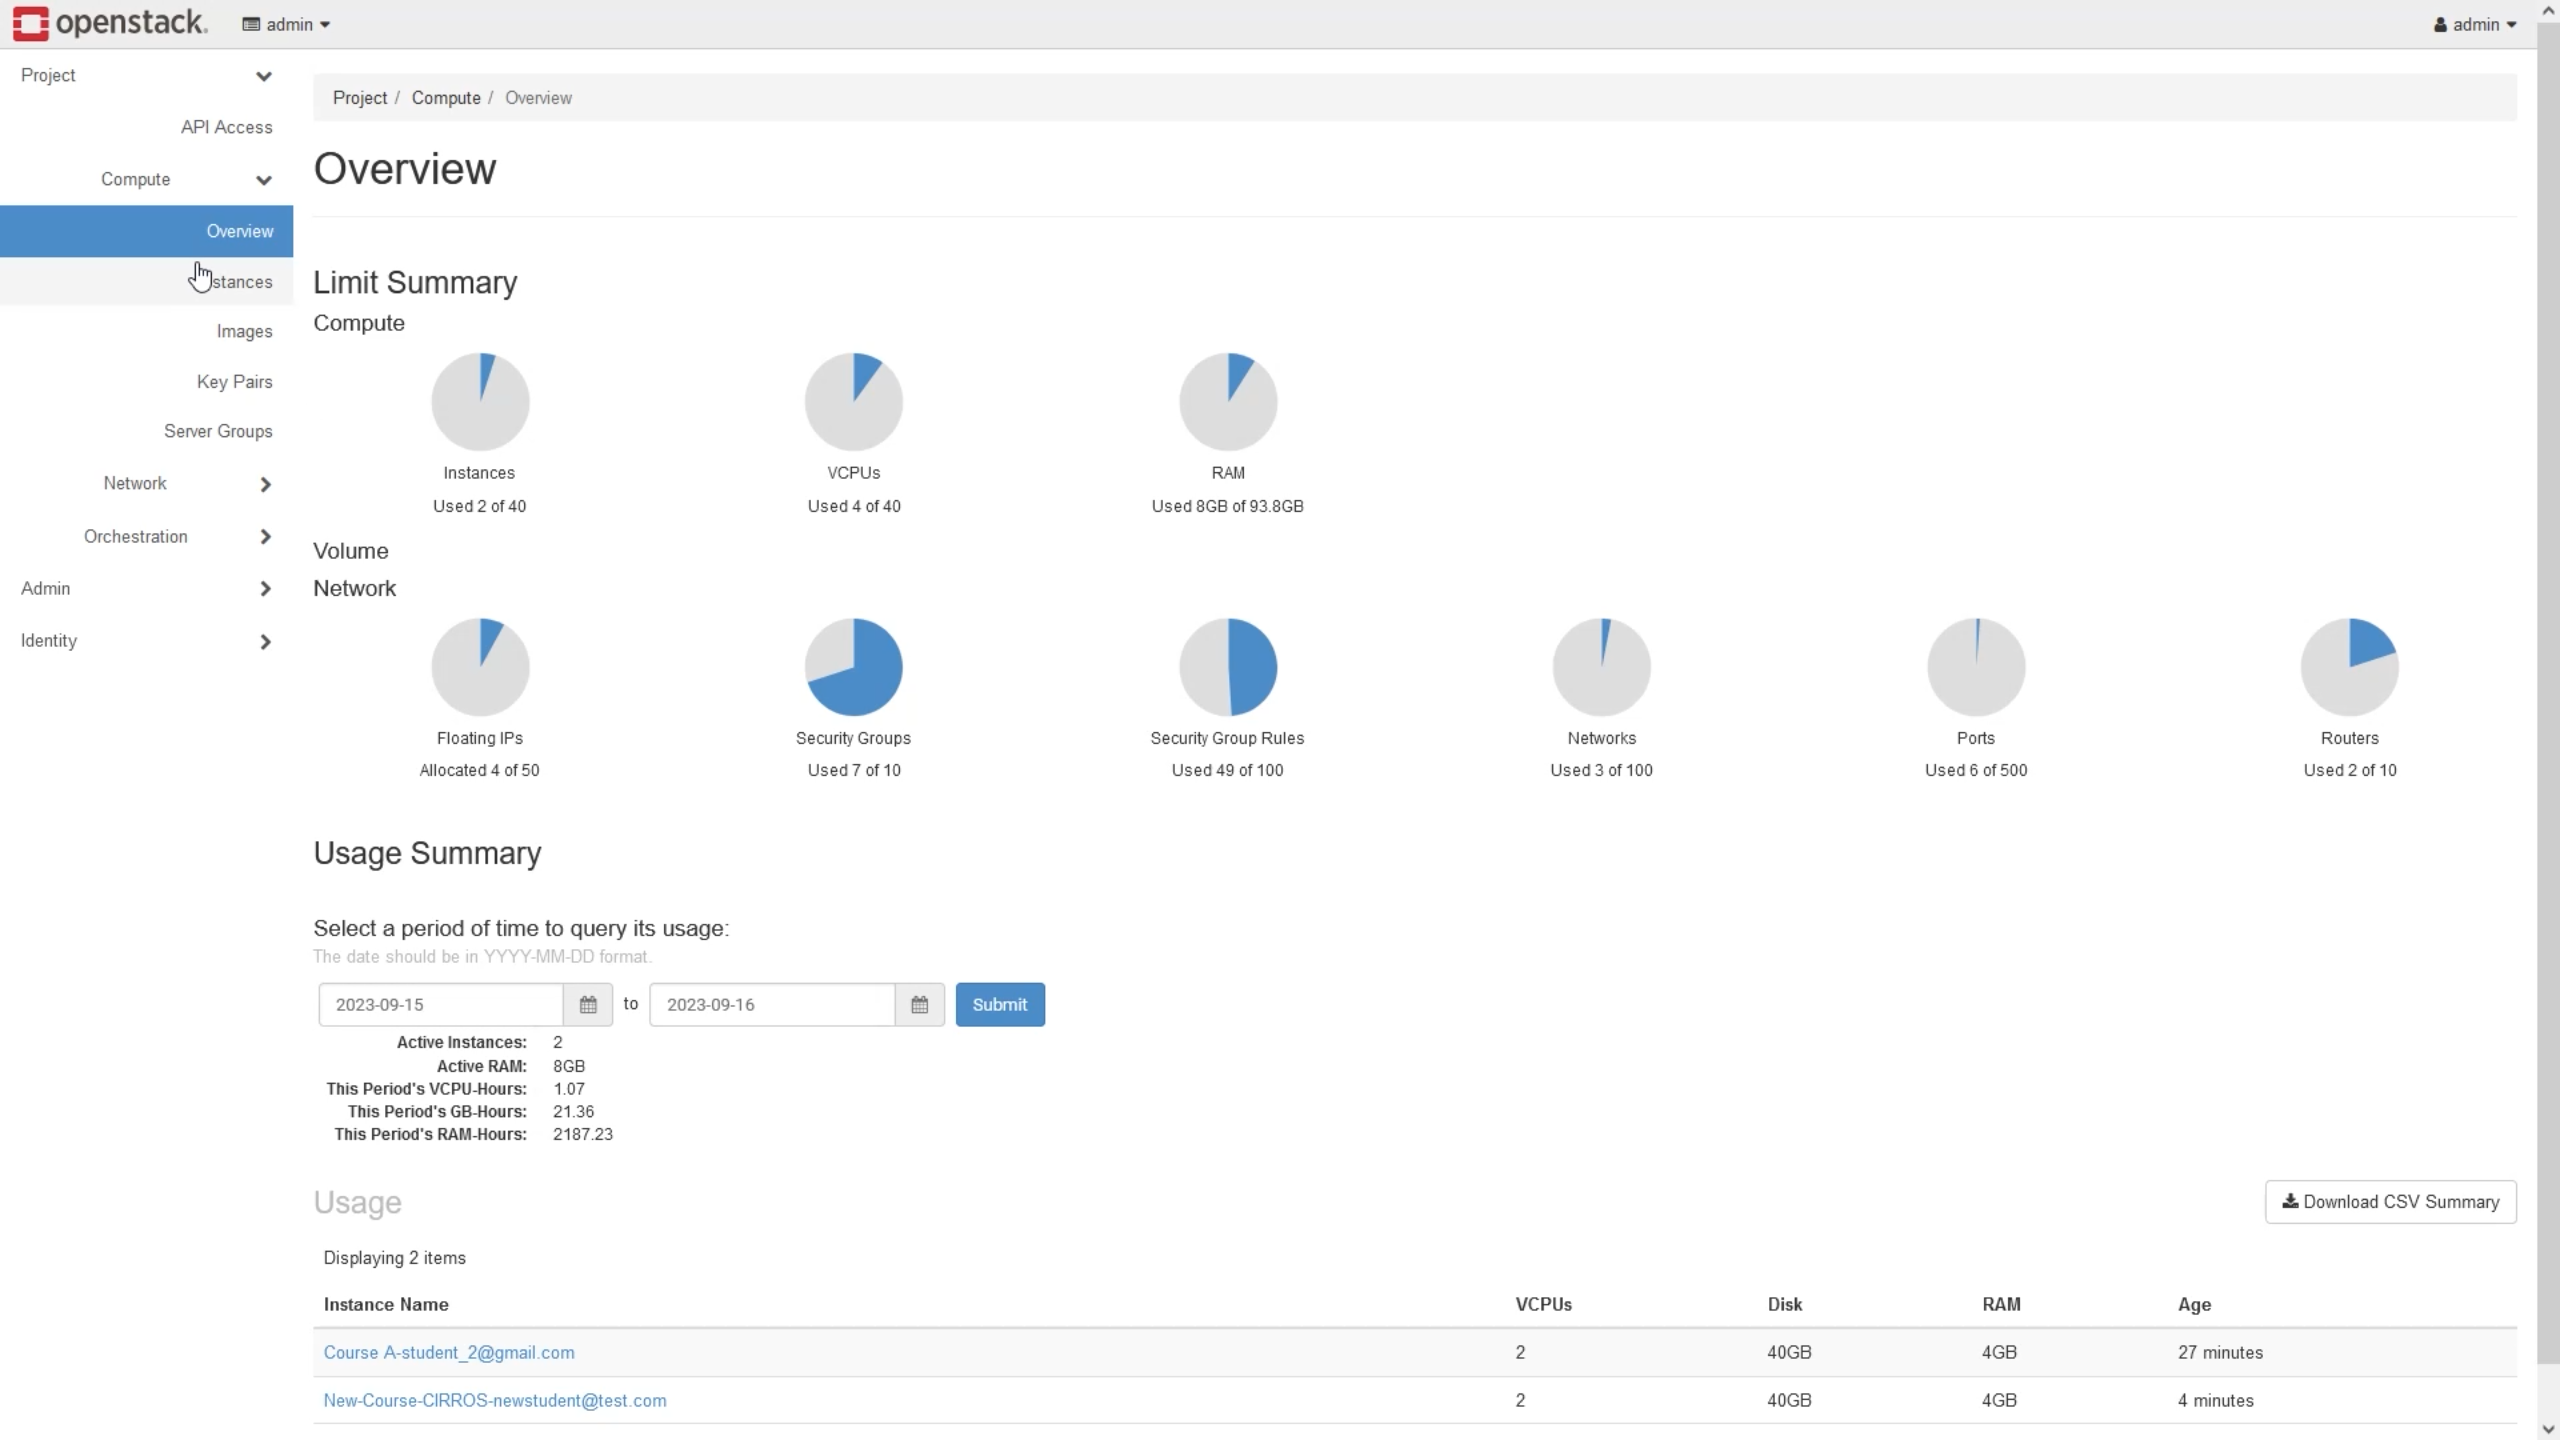 openstack.
admin
admin
Project
API Access
Compute
Overview
stances
Images
Key Pairs
Server Groups
Network
Orchestration
Admin
Identity
Project / Compute / Overview
Overview
Limit Summary
Compute
Instances
Used 2 of 40
VCPUs
Used 4 of 40
RAM
Used 8GB of 93.8GB
Volume
Network
Floating IPs
Allocated 4 of 50
Security Groups
Used 7 of 10
Security Group Rules
Used 49 of 100
Networks
Used 3 of 100
Ports
Used 6 of 500
Routers
Used 2 of 10
Usage Summary
Select a period of time to query its usage:
The date should be in YYYY-MM-DD format.
2023-09-15 to 2023-09-16 Submit
Active Instances: 2
Active RAM: 8GB
This Period's VCPU-Hours: 1.07
This Period's GB-Hours: 21.36
This Period's RAM-Hours: 2187.23
Usage
Download CSV Summary
Displaying 2 items
Instance Name VCPUs Disk RAM Age
Course A-student_2@gmail.com 2 40GB 4GB 27 minutes
New-Course-CIRROS-newstudent@test.com 2 40GB 4GB 4 minutes